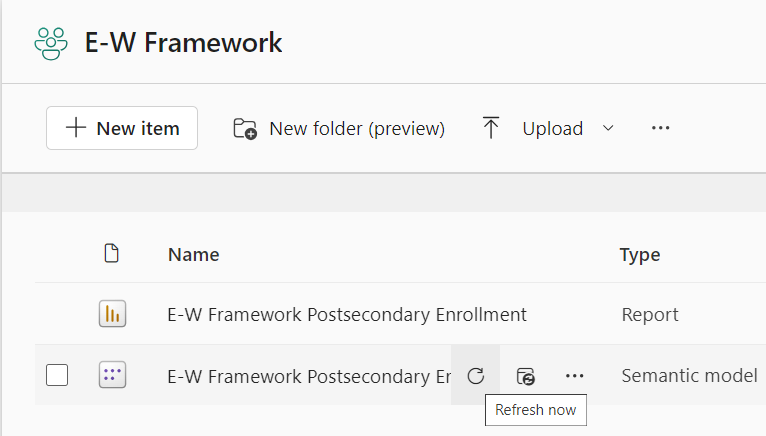 E-W Framework
New item New folder (preview) Upload
Name Type
E-W Framework Postsecondary Enrollment Report
E-W Framework Postsecondary Semantic model
Refresh now